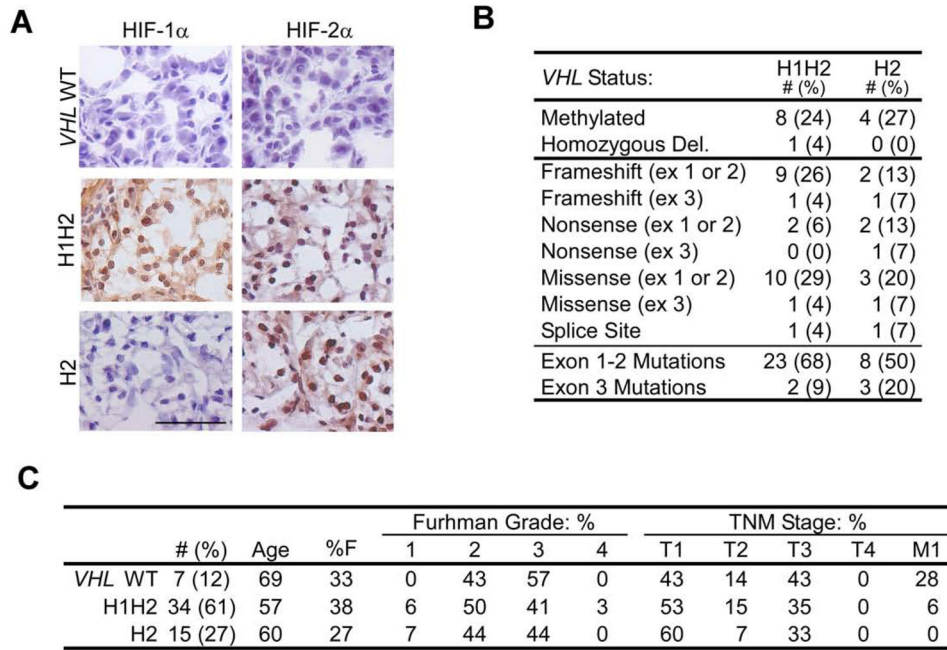 A
HIF-1α HIF-2α
VHL WT
H1H2
H2
B
VHL Status: H1H2 H2
# (%) # (%)
Methylated 8 (24) 4 (27)
Homozygous Del. 1 (4) 0 (0)
Frameshift (ex 1 or 2) 9 (26) 2 (13)
Frameshift (ex 3) 1 (4) 1 (7)
Nonsense (ex 1 or 2) 2 (6) 2 (13)
Nonsense (ex 3) 0 (0) 1 (7)
Missense (ex 1 or 2) 10 (29) 3 (20)
Missense (ex 3) 1 (4) 1 (7)
Splice Site 1 (4) 1 (7)
Exon 1-2 Mutations 23 (68) 8 (50)
Exon 3 Mutations 2 (9) 3 (20)
C
Furhman Grade: % TNM Stage: %
# (%) Age %F 1 2 3 4 T1 T2 T3 T4 M1
VHL WT 7 (12) 69 33 0 43 57 0 43 14 43 0 28
H1H2 34 (61) 57 38 6 50 41 3 53 15 35 0 6
H2 15 (27) 60 27 7 44 44 0 60 7 33 0 0